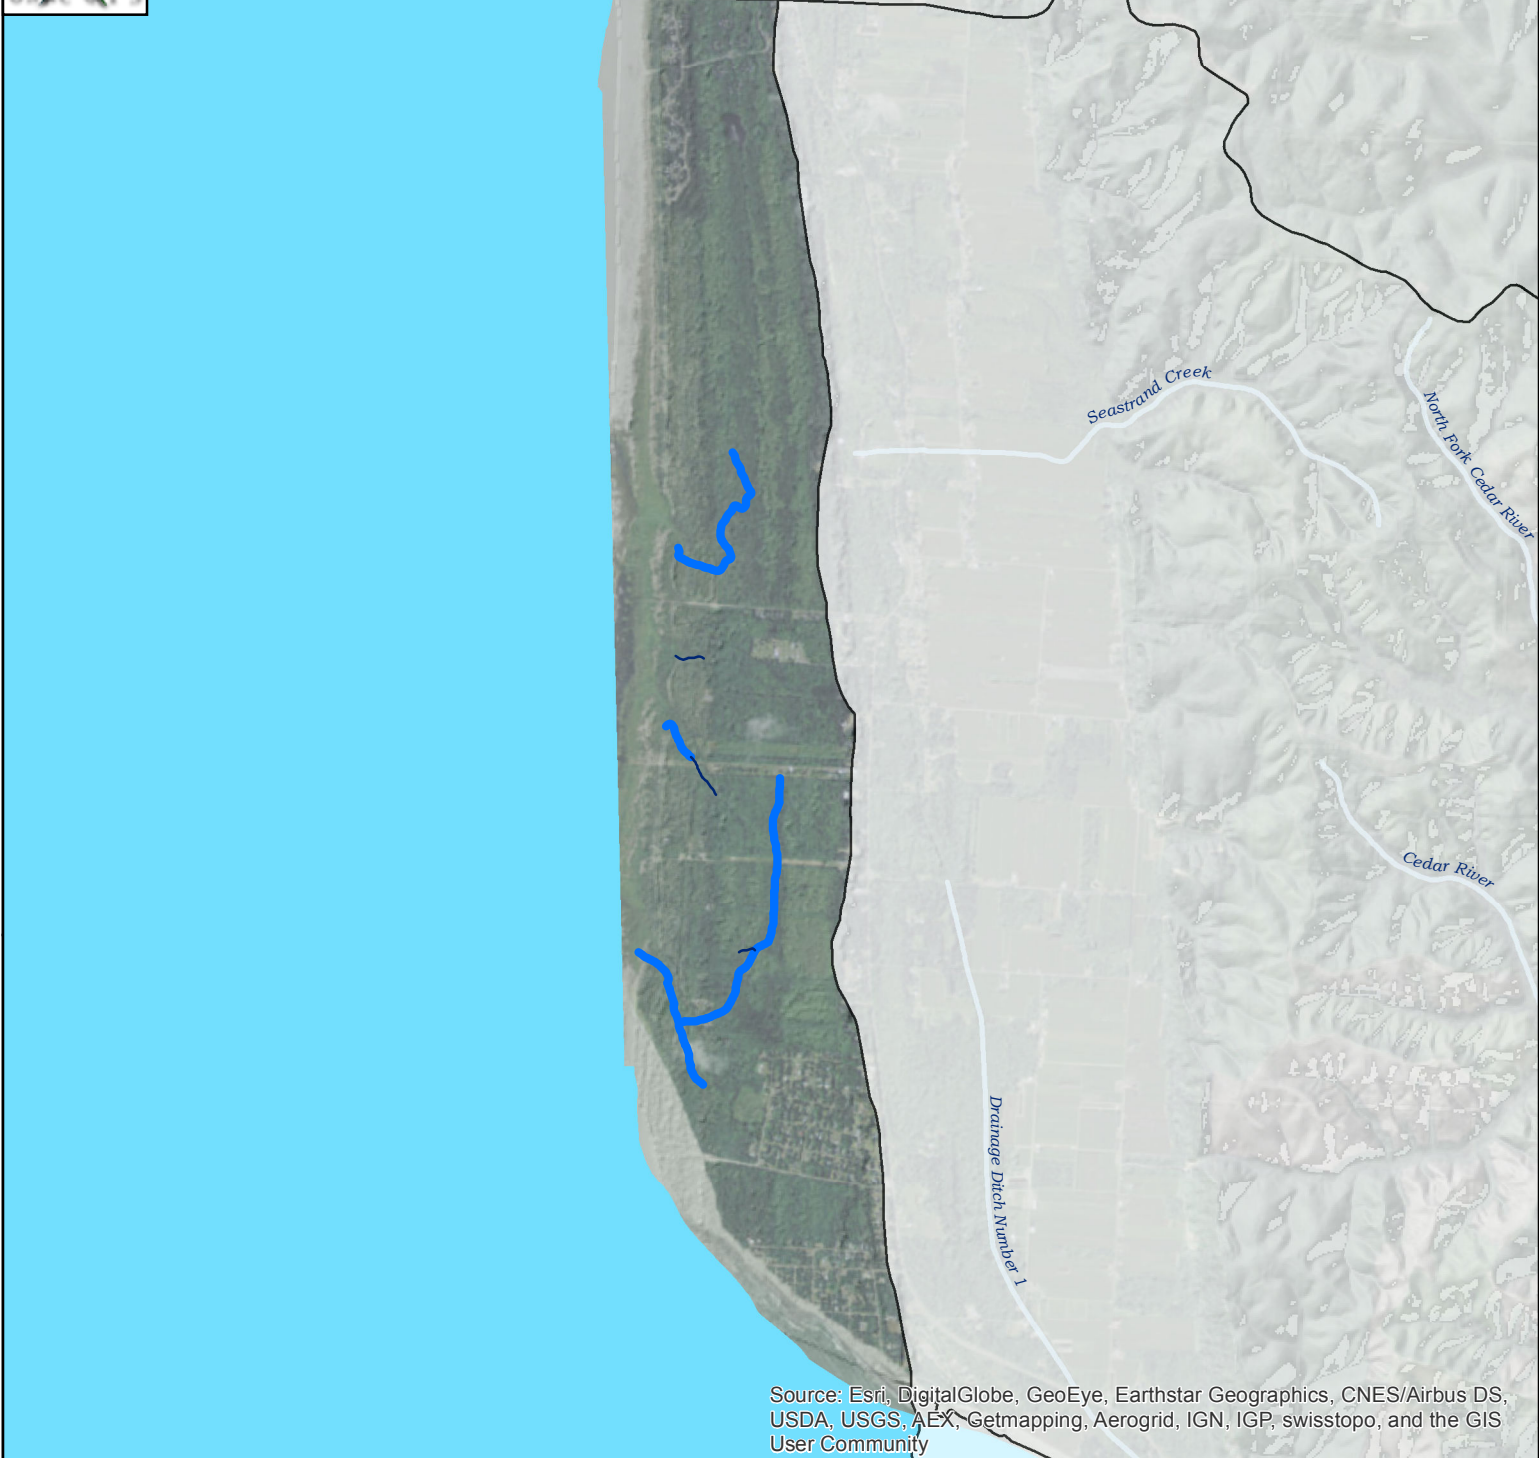 Seastrand Creek
North Fork Cedar River
Cedar River
Drainage Ditch Number 1
Source: Esri, DigitalGlobe, GeoEye, Earthstar Geographics, CNES/Airbus DS,
USDA, USGS, AEX, Getmapping, Aerogrid, IGN, IGP, swisstopo, and the GIS
User Community